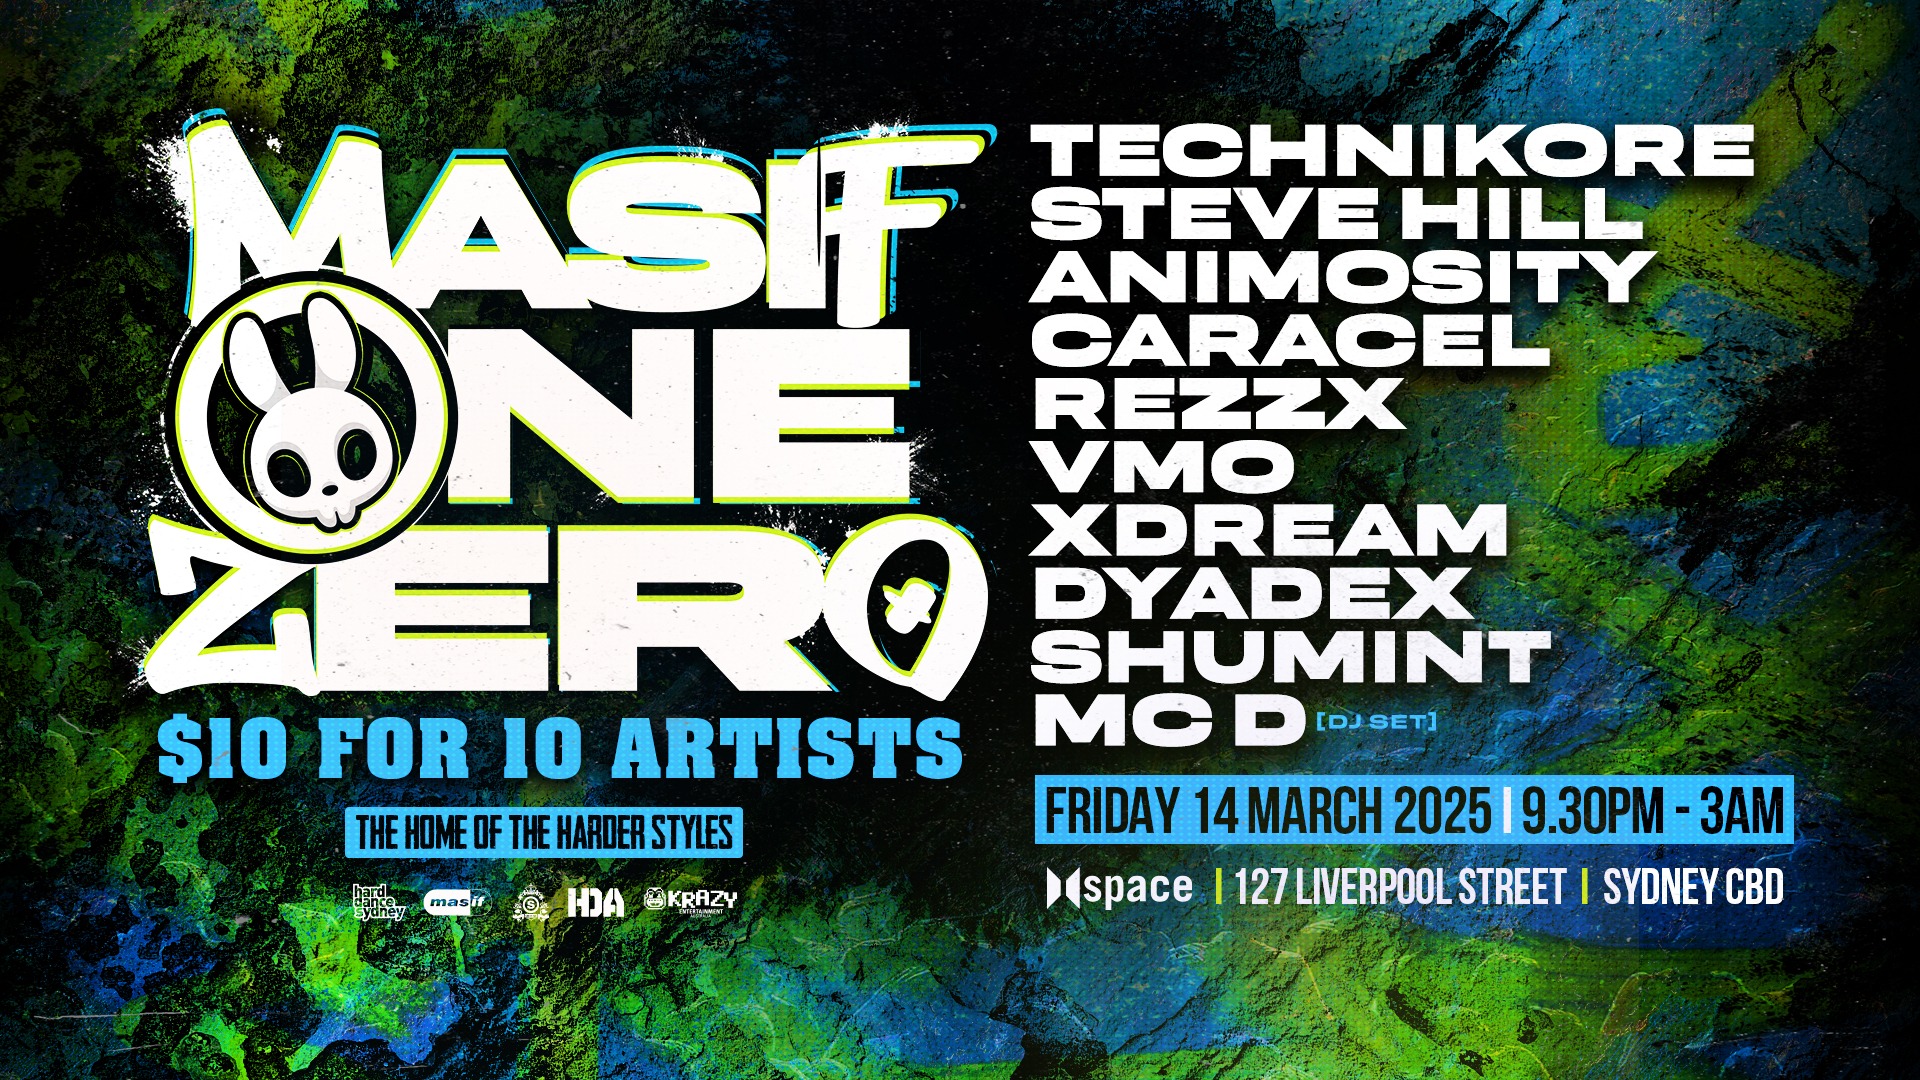 MASIF
ONE
ZERO
$10 FOR 10 ARTISTS
THE HOME OF THE HARDER STYLES
hard
dance
sydney
masif
S
HDA
KRAZY
ENTERTAINMENT
AUSTRALIA
TECHNIKORE
STEVE HILL
ANIMOSITY
CARACEL
REZZX
VMO
XDREAM
DYADEX
SHUMINT
MC D [DJ SET]
FRIDAY 14 MARCH 2025 | 9.30PM - 3AM
space | 127 LIVERPOOL STREET | SYDNEY CBD